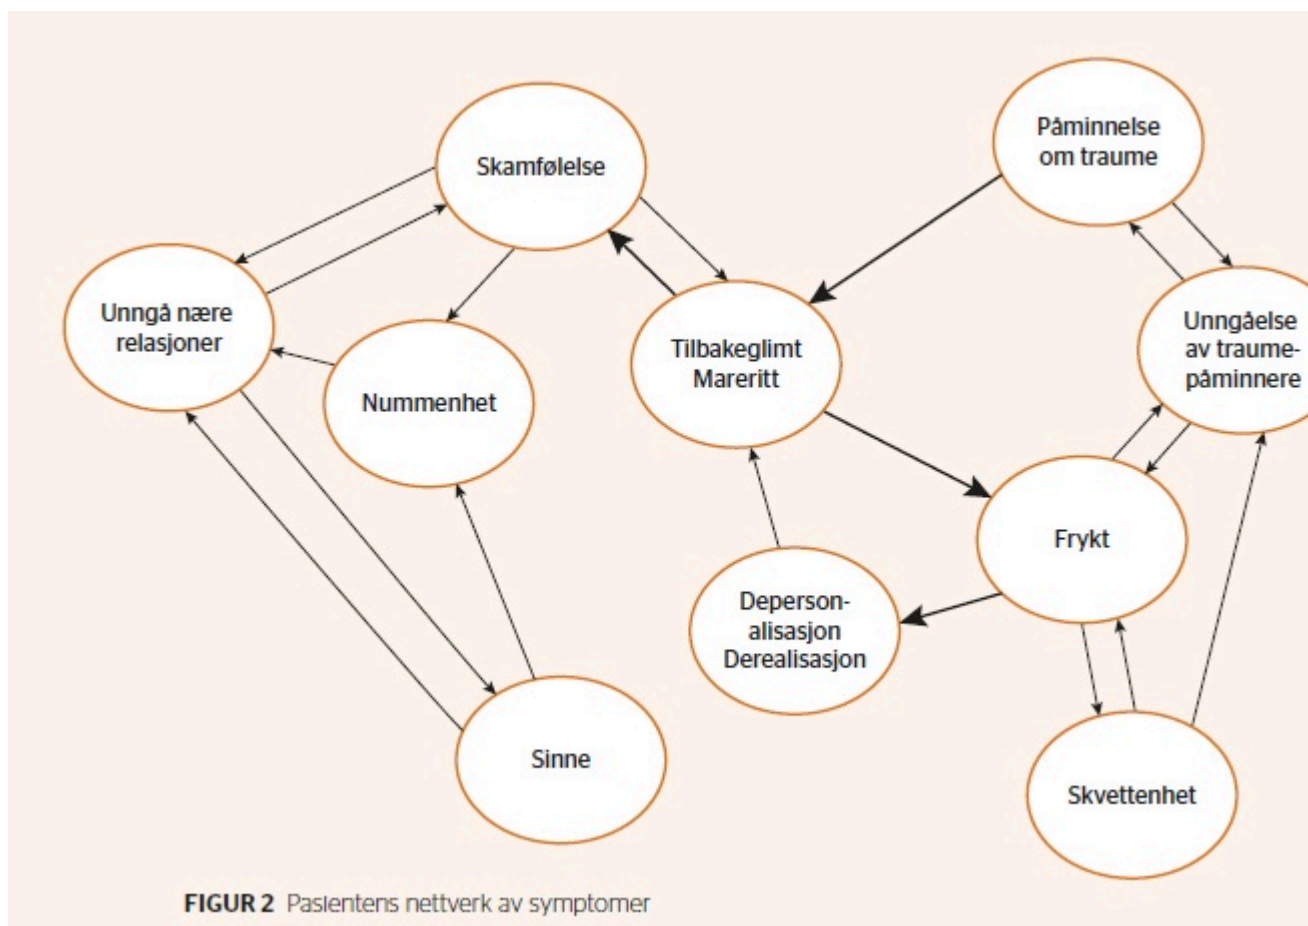 Skamfølelse
Påminnelse
om traume
Unngå nære
relasjoner
Nummenhet
Tilbakeglimt
Mareritt
Unngåelse
av traume-
påminnere
Frykt
Deperson-
alisasjon
Derealisasjon
Sinne
Skvettenhet
FIGUR 2 Pasientens nettverk av symptomer